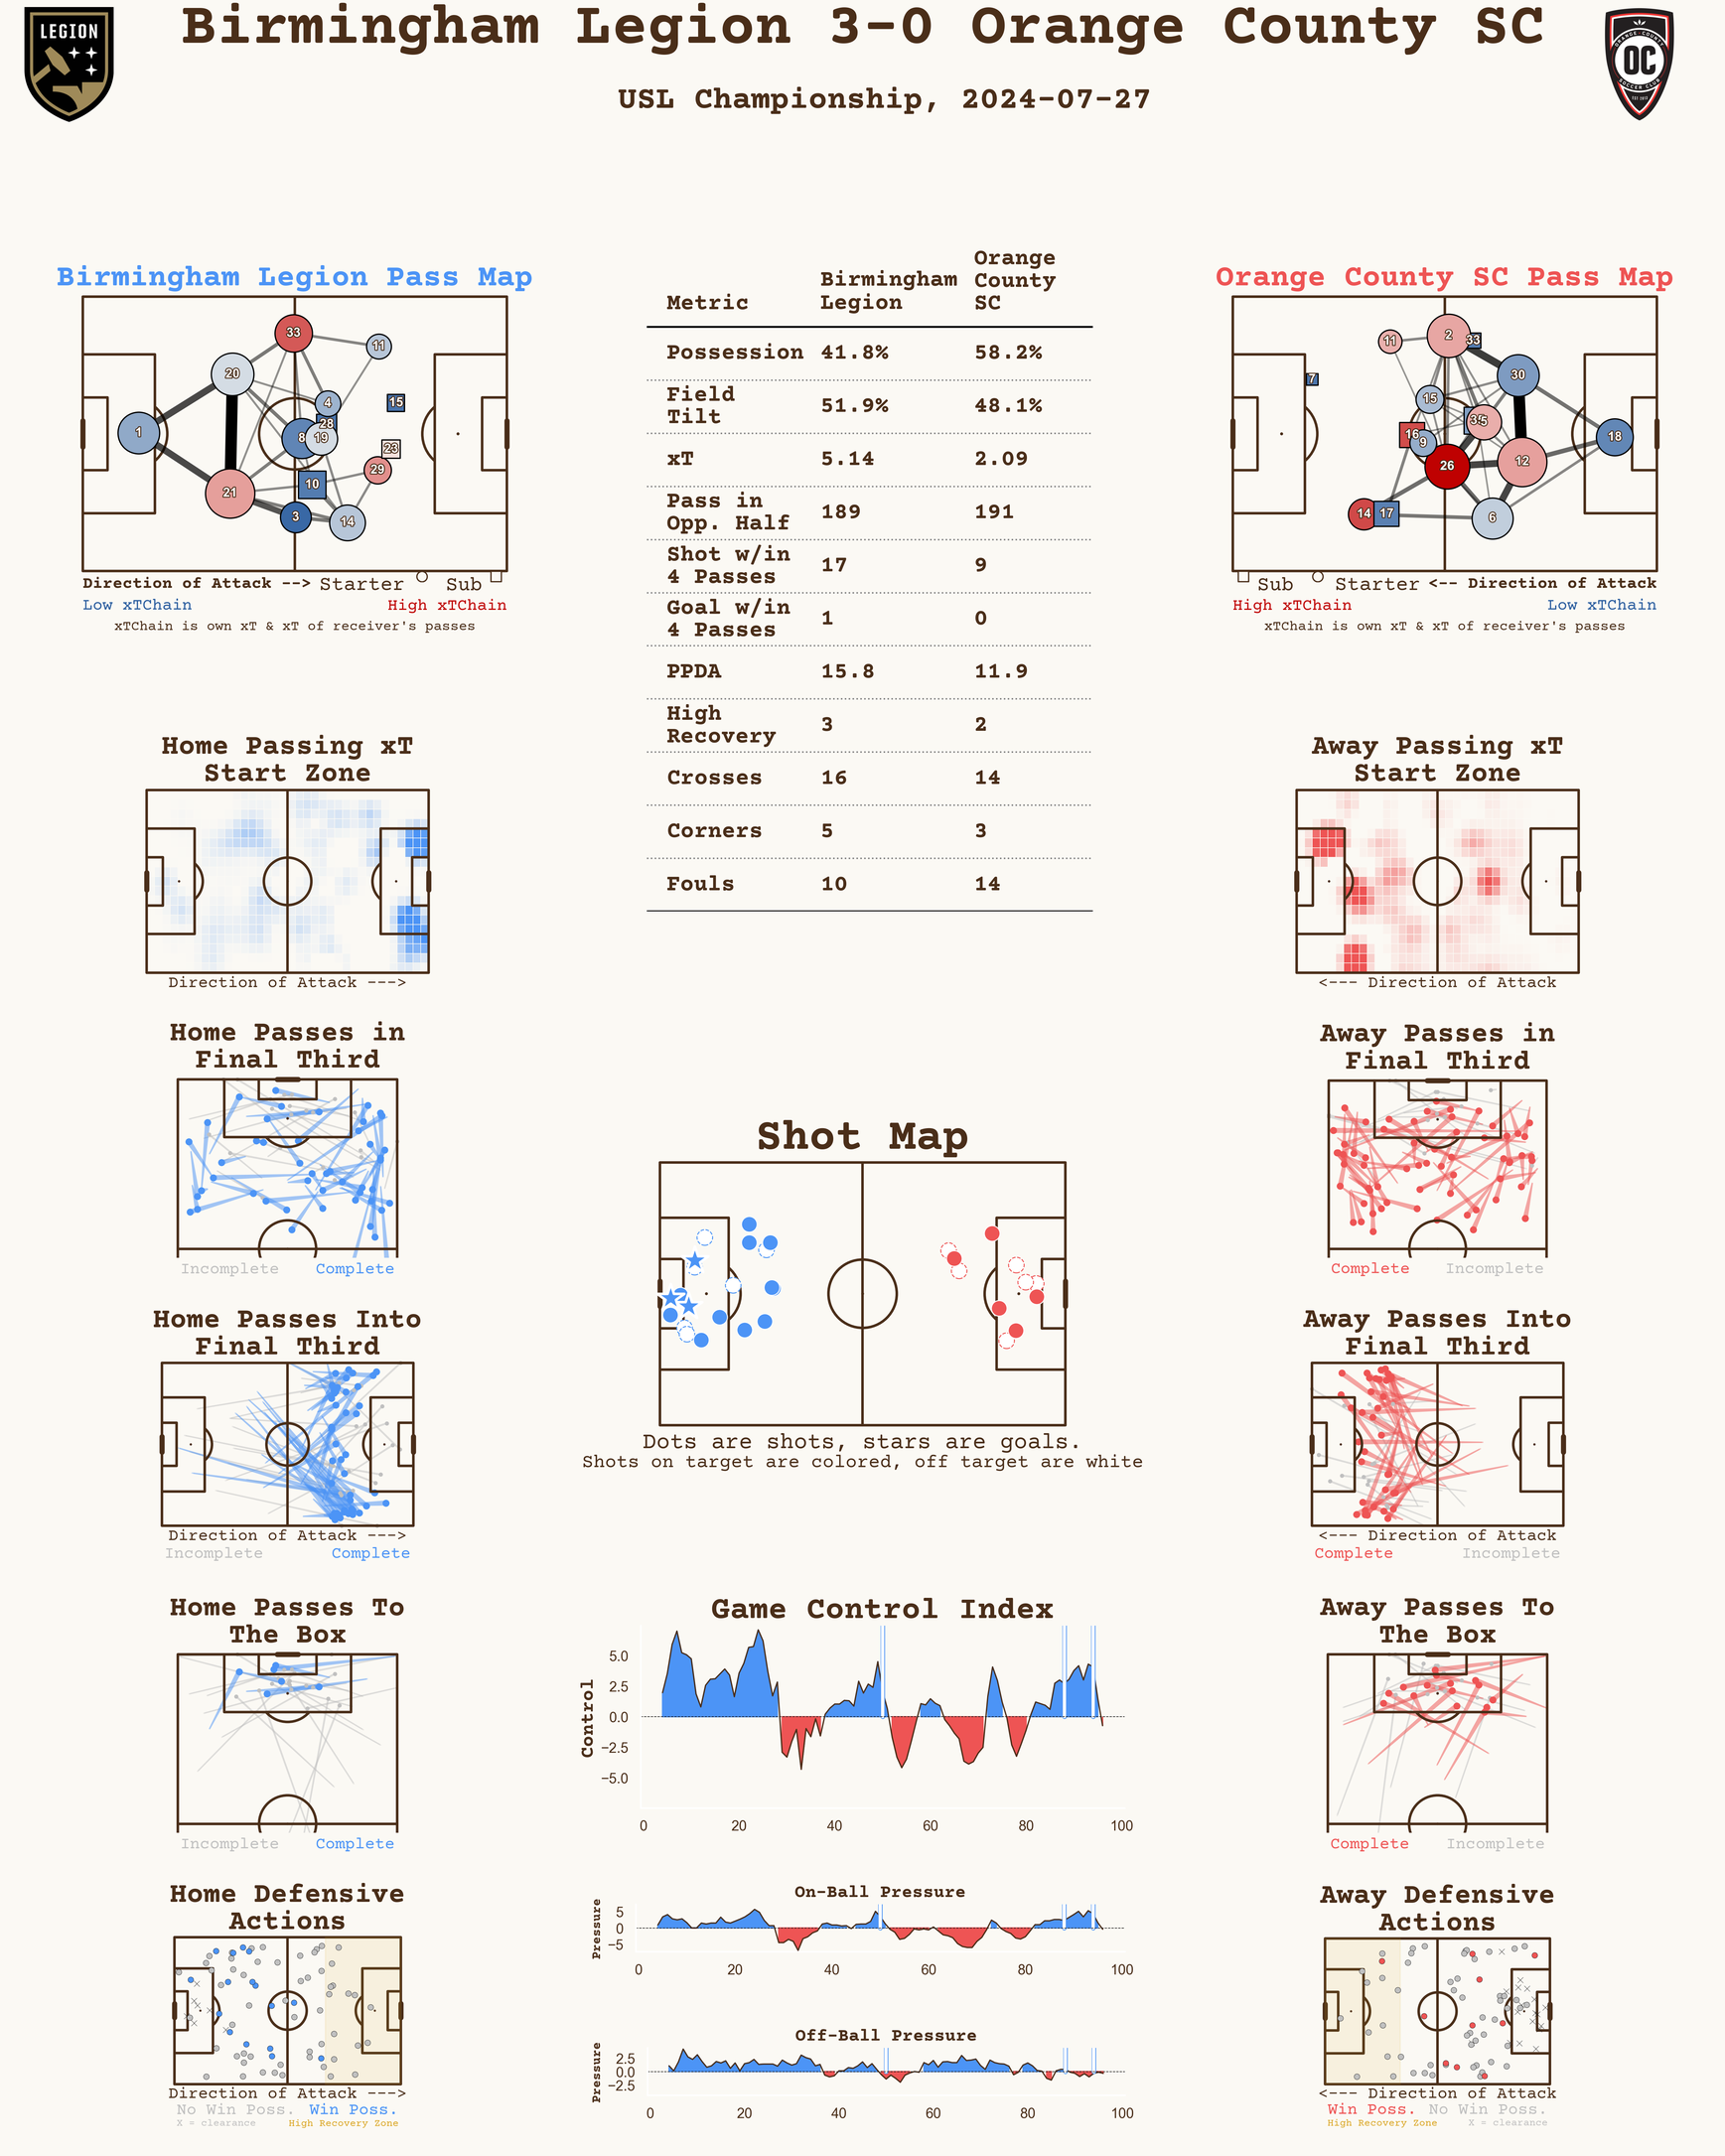 Birmingham Legion 3-0 Orange County SC
LEGION
ORANGE COUNTY
OC
SOCCER CLUB
USL Championship, 2024-07-27
Birmingham Legion Pass Map
33
11
20
4
15
28
1
8
19
23
29
21
10
3
14
Direction of Attack --> Starter Sub
Low xTChain High xTChain
xTChain is own xT & xT of receiver's passes
Metric Birmingham Legion Orange County SC
Possession 41.8% 58.2%
Field Tilt 51.9% 48.1%
xT 5.14 2.09
Pass in Opp. Half 189 191
Shot w/in 4 Passes 17 9
Goal w/in 4 Passes 1 0
PPDA 15.8 11.9
High Recovery 3 2
Crosses 16 14
Corners 5 3
Fouls 10 14
Orange County SC Pass Map
2
11
33
7
30
15
5
16
9
18
26
12
14
17
6
Sub Starter <-- Direction of Attack
High xTChain Low xTChain
xTChain is own xT & xT of receiver's passes
Home Passing xT
Start Zone
Direction of Attack --->
Away Passing xT
Start Zone
<--- Direction of Attack
Home Passes in
Final Third
Incomplete Complete
Away Passes in
Final Third
Complete Incomplete
Shot Map
Dots are shots, stars are goals.
Shots on target are colored, off target are white
Home Passes Into
Final Third
Direction of Attack --->
Incomplete Complete
Away Passes Into
Final Third
<--- Direction of Attack
Complete Incomplete
Home Passes To
The Box
Incomplete Complete
Game Control Index
Control
5.0
2.5
0.0
−2.5
−5.0
0 20 40 60 80 100
Away Passes To
The Box
Complete Incomplete
Home Defensive
Actions
Direction of Attack --->
No Win Poss. Win Poss.
X = clearance High Recovery Zone
On-Ball Pressure
Pressure
5
0
−5
0 20 40 60 80 100
Off-Ball Pressure
Pressure
2.5
0.0
−2.5
0 20 40 60 80 100
Away Defensive
Actions
<--- Direction of Attack
Win Poss. No Win Poss.
High Recovery Zone X = clearance